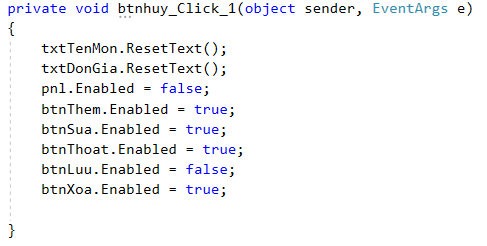 private void btnhuy_Click_1(object sender, EventArgs e)
{
    txtTenMon.ResetText();
    txtDonGia.ResetText();
    pnl.Enabled = false;
    btnThem.Enabled = true;
    btnSua.Enabled = true;
    btnThoat.Enabled = true;
    btnLuu.Enabled = false;
    btnXoa.Enabled = true;
}